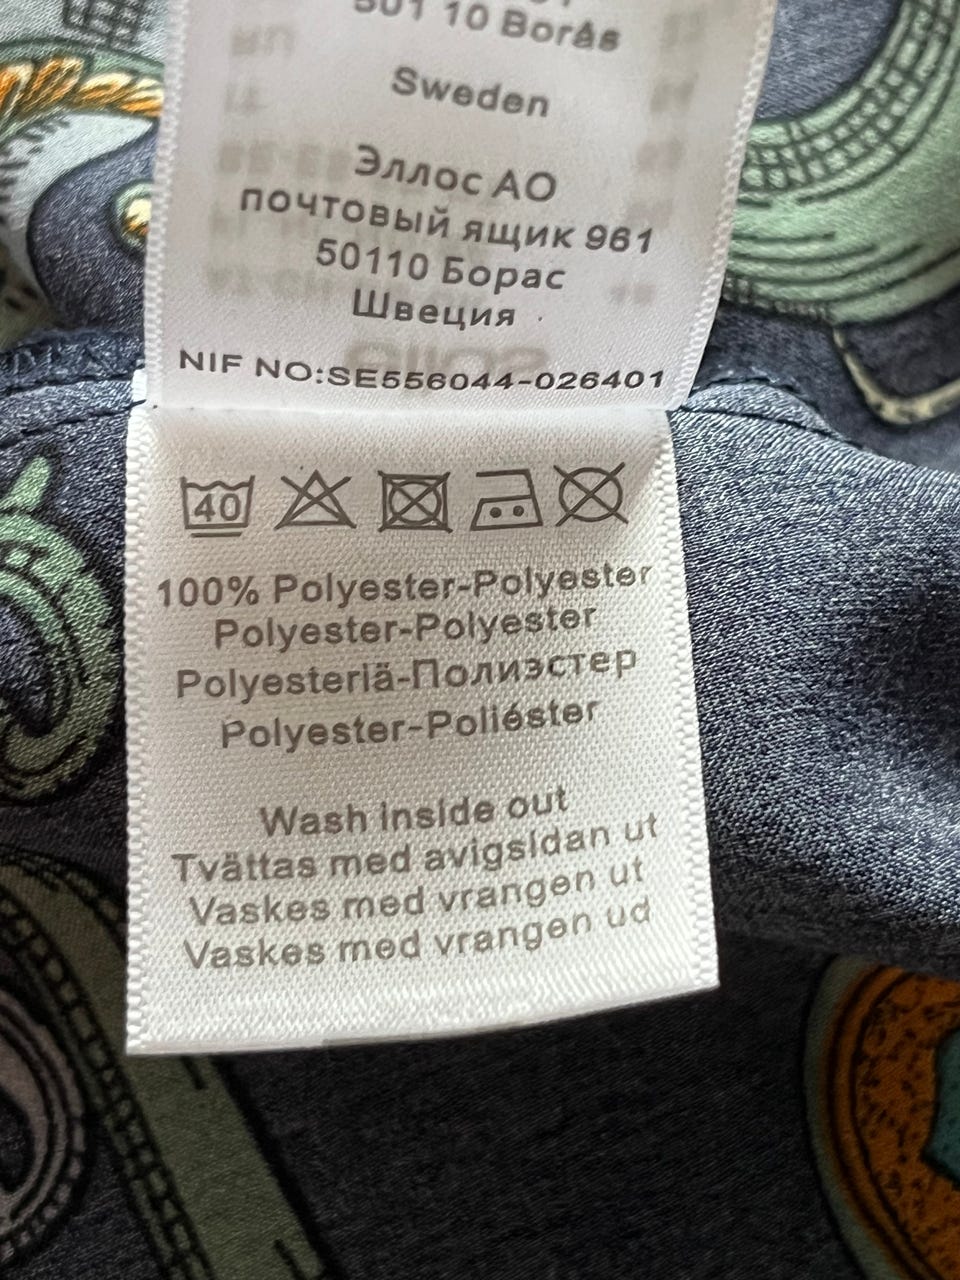 501 10 Borås
Sweden
Эллос АО
почтовый ящик 961
50110 Борас
Швеция
NIF NO:SE556044-026401
40
100% Polyester-Polyester
Polyester-Polyester
Polyesteriä-Полиэстер
Polyester-Poliéster
Wash inside out
Tvättas med avigsidan ut
Vaskes med vrangen ut
Vaskes med vrangen ud